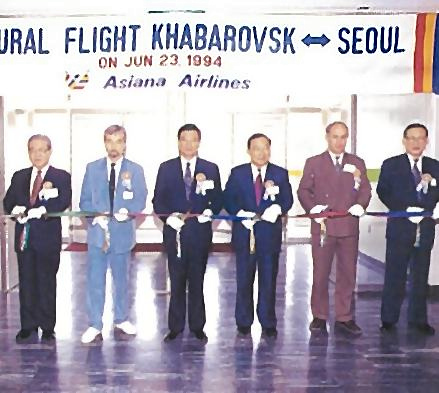 URAL FLIGHT KHABAROVSK ⇔ SEOUL
ON JUN 23, 1994
Asiana Airlines